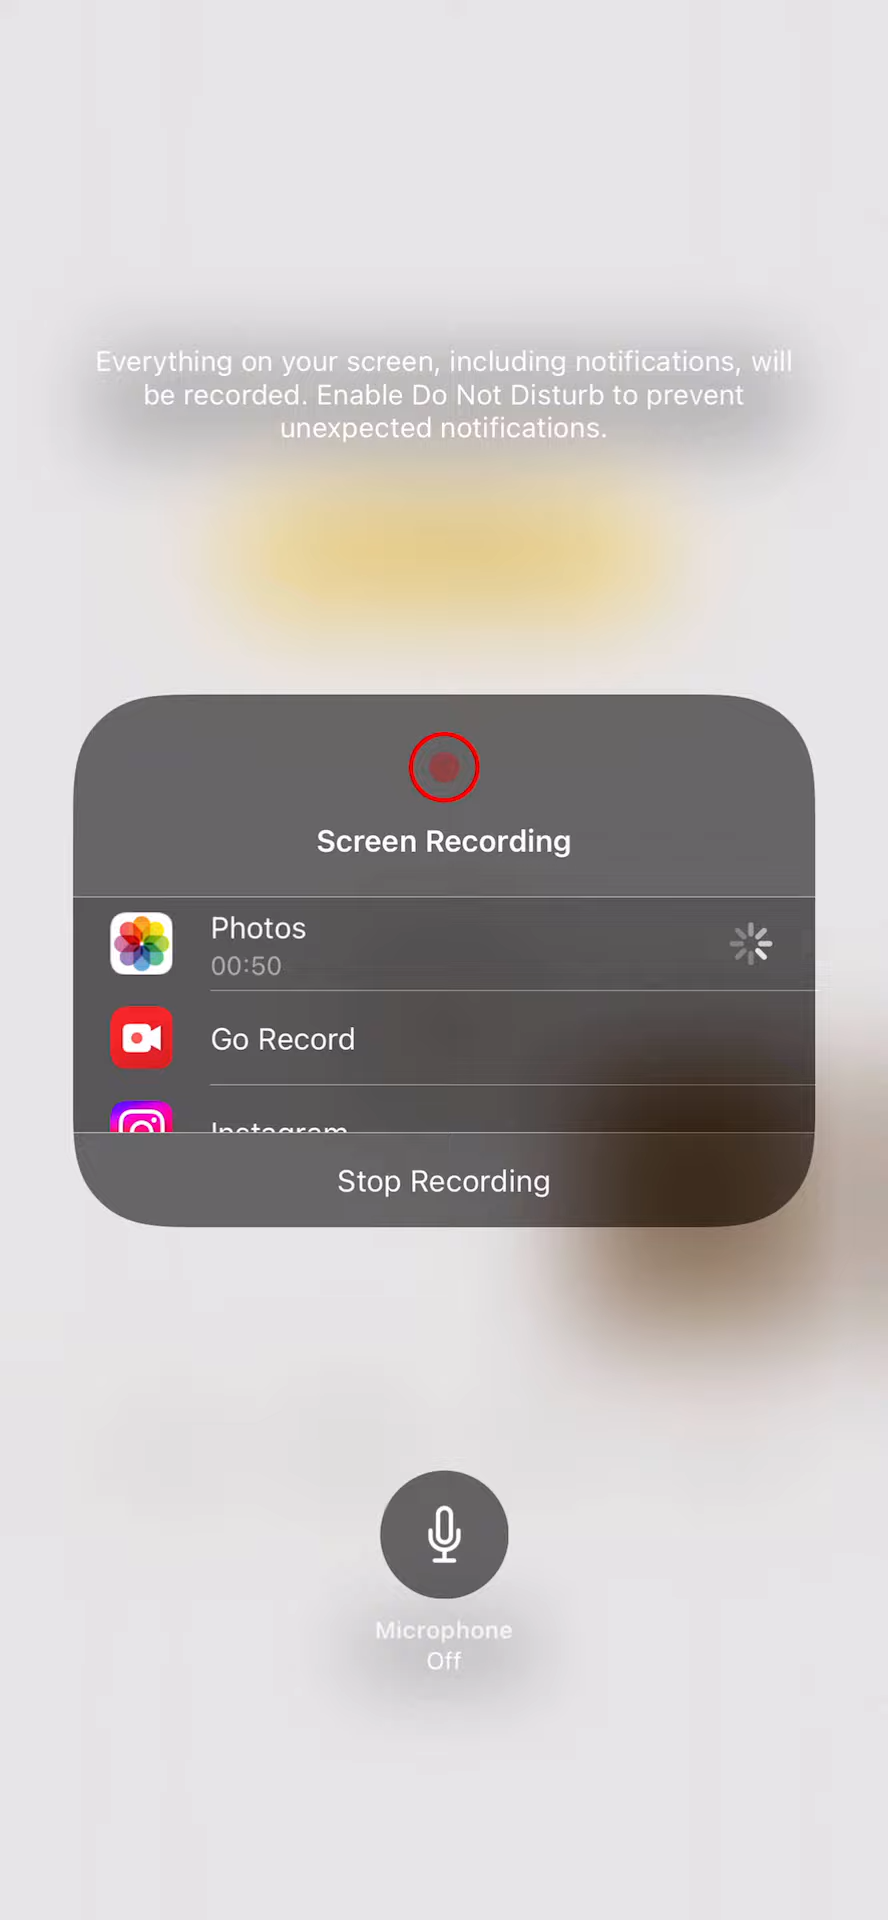 Everything on your screen, including notifications, will
be recorded. Enable Do Not Disturb to prevent
unexpected notifications.
Screen Recording
Photos
00:50
Go Record
Instagram
Stop Recording
Microphone
Off